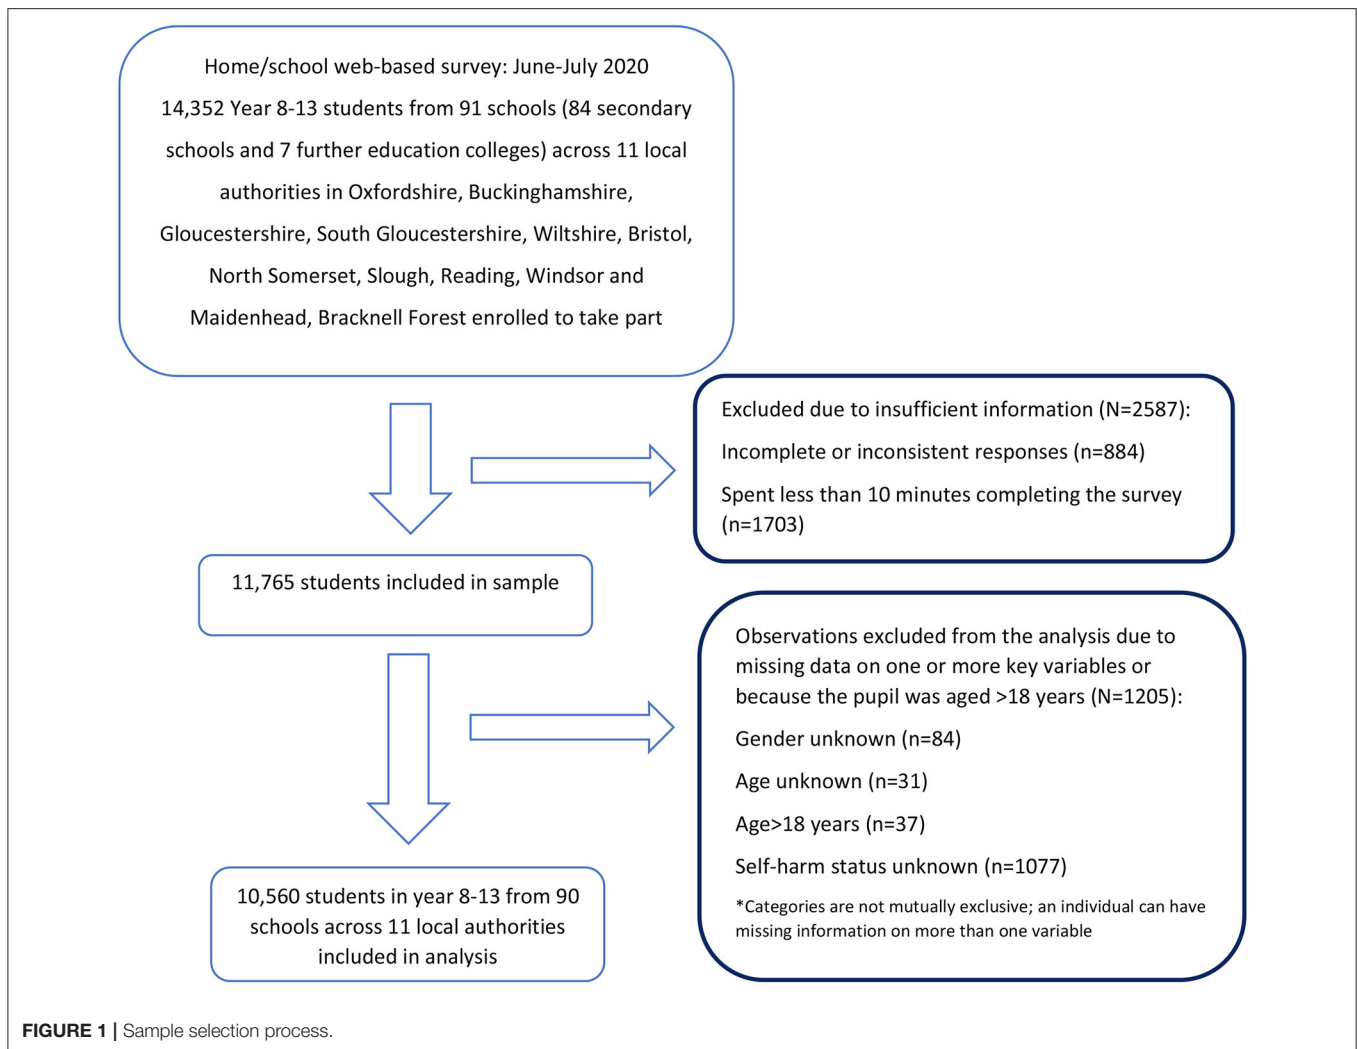 Home/school web-based survey: June-July 2020
14,352 Year 8-13 students from 91 schools (84 secondary
schools and 7 further education colleges) across 11 local
authorities in Oxfordshire, Buckinghamshire,
Gloucestershire, South Gloucestershire, Wiltshire, Bristol,
North Somerset, Slough, Reading, Windsor and
Maidenhead, Bracknell Forest enrolled to take part
Excluded due to insufficient information (N=2587):
Incomplete or inconsistent responses (n=884)
Spent less than 10 minutes completing the survey
(n=1703)
11,765 students included in sample
Observations excluded from the analysis due to
missing data on one or more key variables or
because the pupil was aged >18 years (N=1205):
Gender unknown (n=84)
Age unknown (n=31)
Age>18 years (n=37)
Self-harm status unknown (n=1077)
*Categories are not mutually exclusive; an individual can have
missing information on more than one variable
10,560 students in year 8-13 from 90
schools across 11 local authorities
included in analysis
FIGURE 1 | Sample selection process.